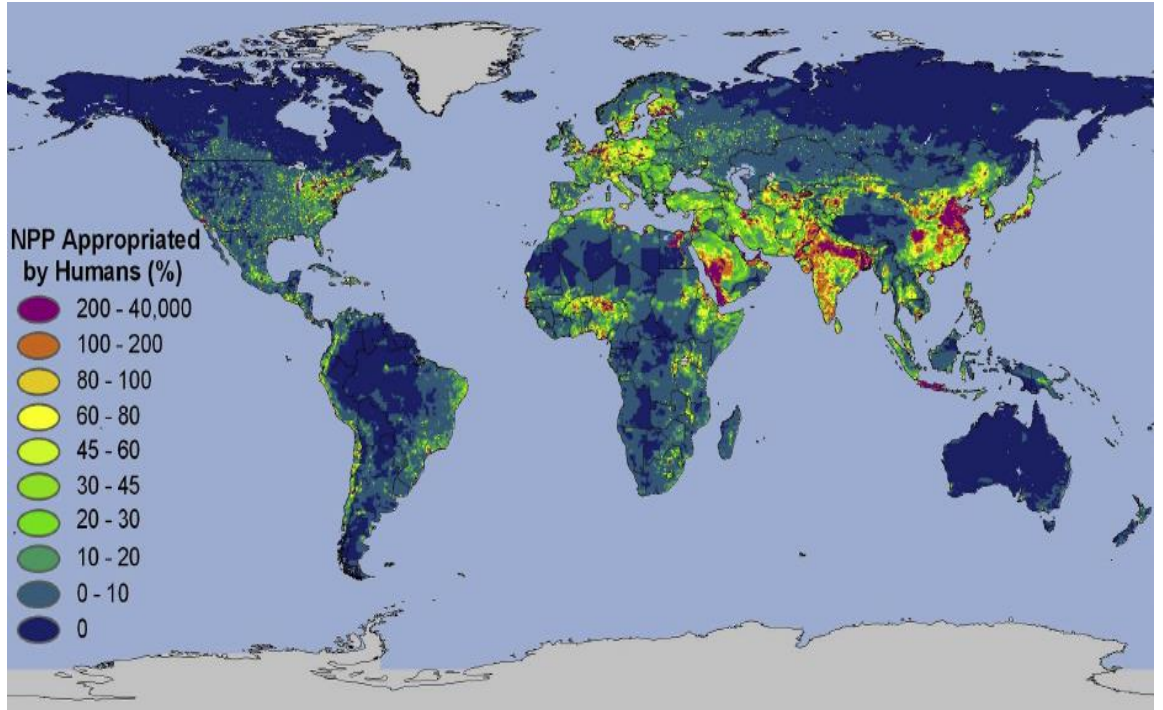 NPP Appropriated
by Humans (%)
200 - 40,000
100 - 200
80 - 100
60 - 80
45 - 60
30 - 45
20 - 30
10 - 20
0 - 10
0